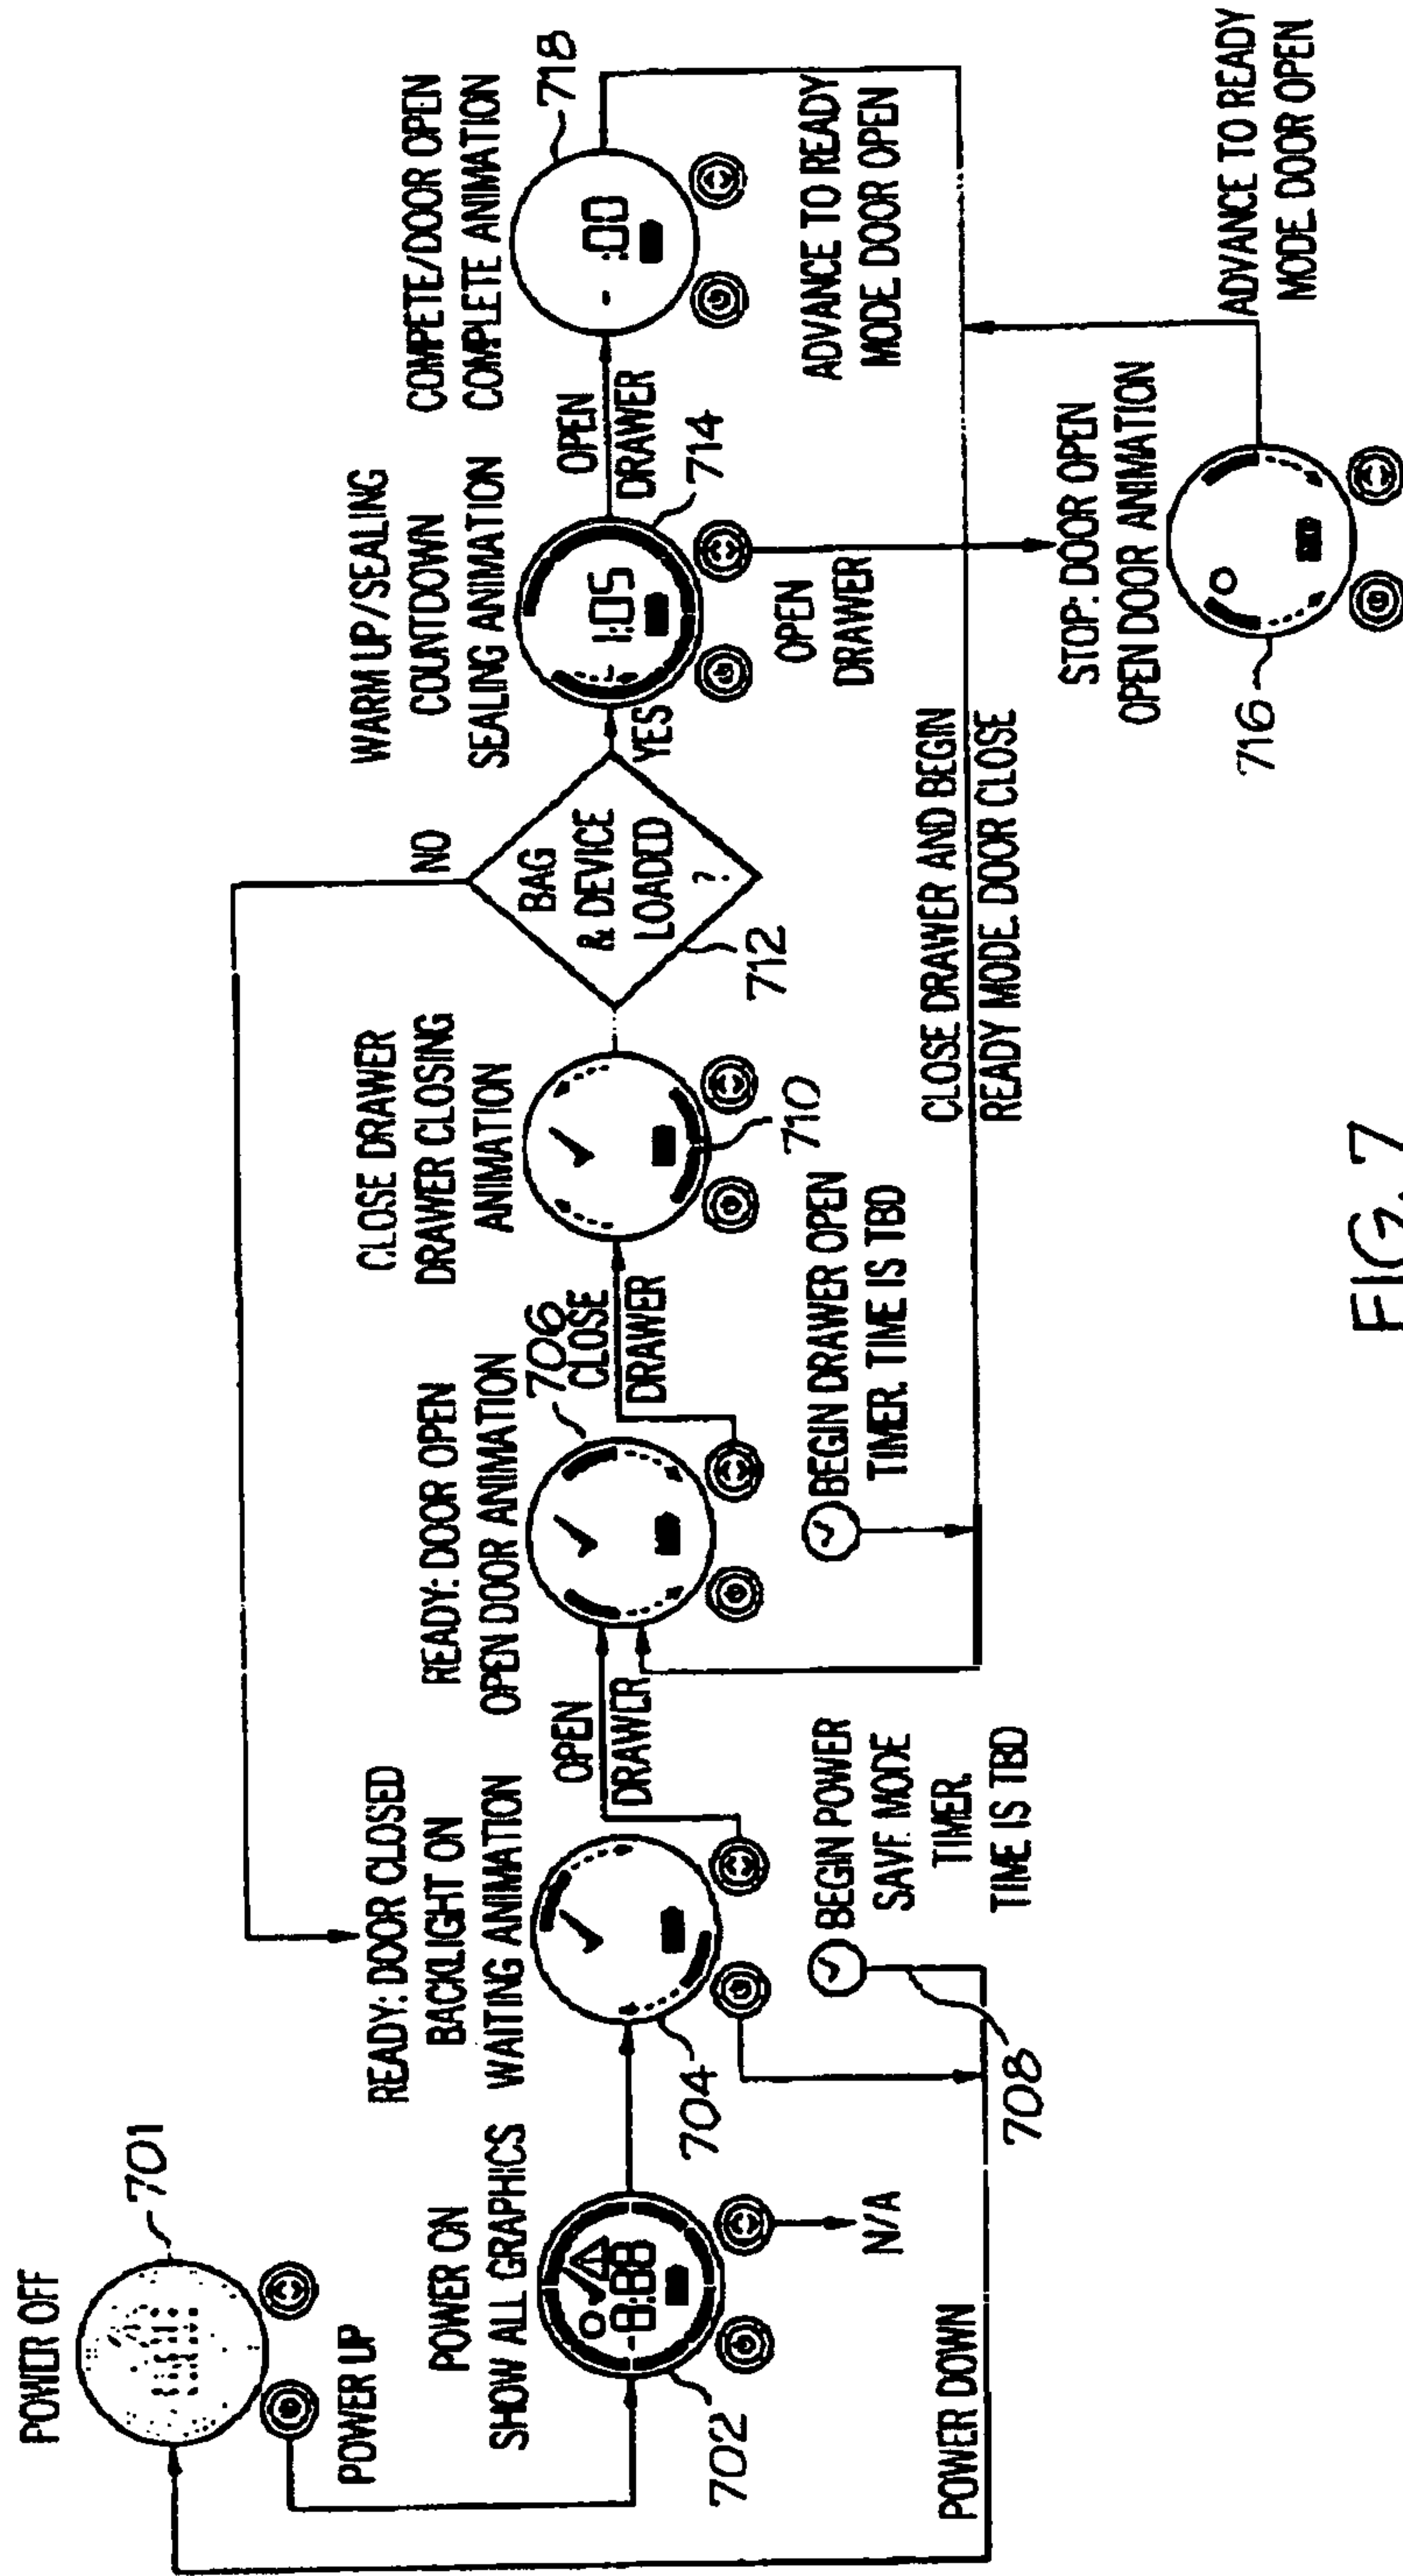 POWER OFF
701
POWER UP
POWER ON
SHOW ALL GRAPHICS
-8:88
702
N/A
POWER DOWN
READY: DOOR CLOSED
BACKLIGHT ON
WAITING ANIMATION
704
BEGIN POWER
SAVE MODE
TIMER.
TIME IS TBD
708
OPEN
DRAWER
READY: DOOR OPEN
OPEN DOOR ANIMATION
706
CLOSE
DRAWER
BEGIN DRAWER OPEN
TIMER. TIME IS TBD
CLOSE DRAWER
DRAWER CLOSING
ANIMATION
710
BAG
& DEVICE
LOADED
?
712
NO
YES
WARM UP/SEALING
COUNTDOWN
SEALING ANIMATION
- 1:05
714
OPEN
DRAWER
OPEN
DRAWER
COMPETE/DOOR OPEN
COMPLETE ANIMATION
- :00
718
ADVANCE TO READY
MODE DOOR OPEN
CLOSE DRAWER AND BEGIN
READY MODE. DOOR CLOSE
STOP: DOOR OPEN
OPEN DOOR ANIMATION
716
ADVANCE TO READY
MODE DOOR OPEN
FIG. 7